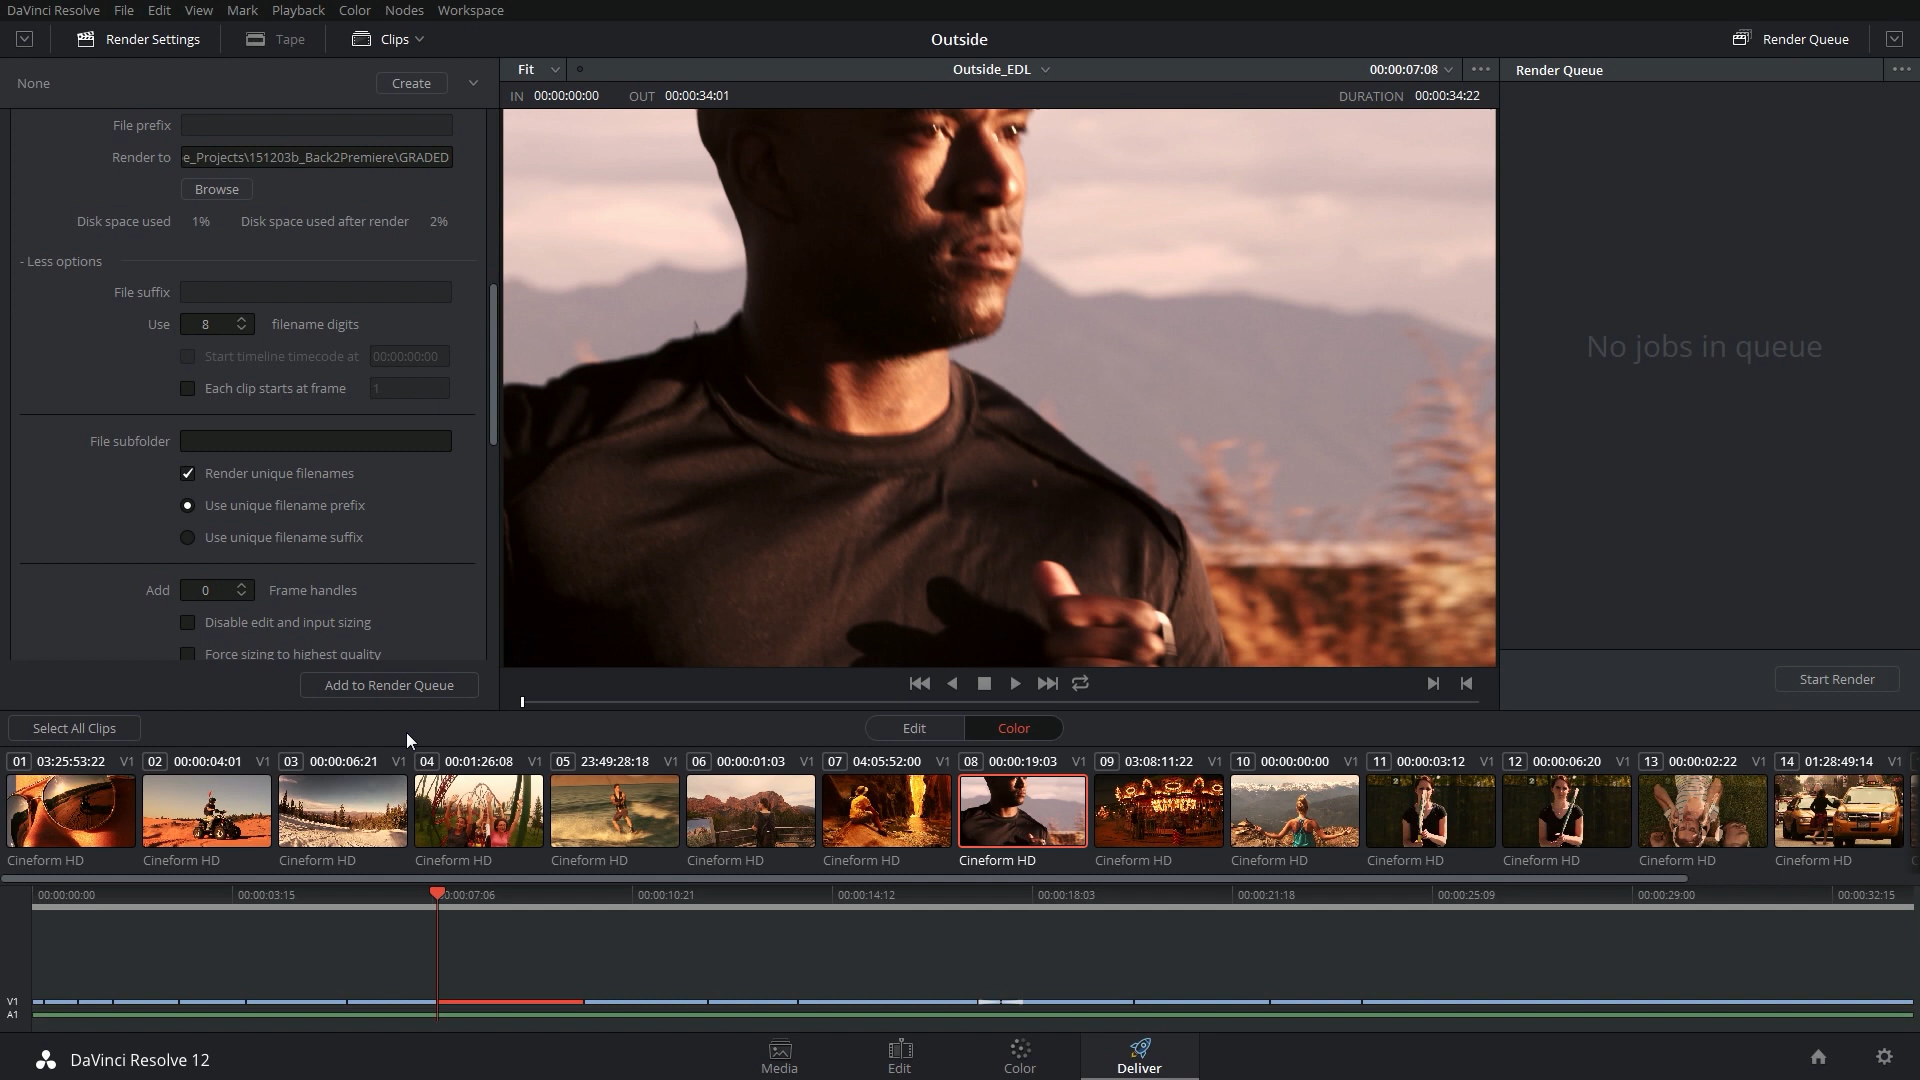 DaVinci Resolve File Edit View Mark Playback Color Nodes Workspace
Render Settings Tape Clips Outside Render Queue
None Create Fit Outside_EDL 00:00:07:08 Render Queue
IN 00:00:00:00 OUT 00:00:34:01 DURATION 00:00:34:22
File prefix
Render to e_Projects\151203b_Back2Premiere\GRADED
Browse
Disk space used 1% Disk space used after render 2%
- Less options
File suffix
Use 8 filename digits
No jobs in queue
Start timeline timecode at 00:00:00:00
Each clip starts at frame 1
File subfolder
Render unique filenames
Use unique filename prefix
Use unique filename suffix
Add 0 Frame handles
Disable edit and input sizing
Force sizing to highest quality
Add to Render Queue
Start Render
Select All Clips Edit Color
01 03:25:53:22 V1 02 00:00:04:01 V1 03 00:00:06:21 V1 04 00:01:26:08 V1 05 23:49:28:18 V1 06 00:00:01:03 V1 07 04:05:52:00 V1 08 00:00:19:03 V1 09 03:08:11:22 V1 10 00:00:00:00 V1 11 00:00:03:12 V1 12 00:00:06:20 V1 13 00:00:02:22 V1 14 01:28:49:14 V1
Cineform HD Cineform HD Cineform HD Cineform HD Cineform HD Cineform HD Cineform HD Cineform HD Cineform HD Cineform HD Cineform HD Cineform HD Cineform HD Cineform HD
00:00:00:00 00:00:03:15 00:00:07:06 00:00:10:21 00:00:14:12 00:00:18:03 00:00:21:18 00:00:25:09 00:00:29:00 00:00:32:15
V1
A1
DaVinci Resolve 12 Media Edit Color Deliver